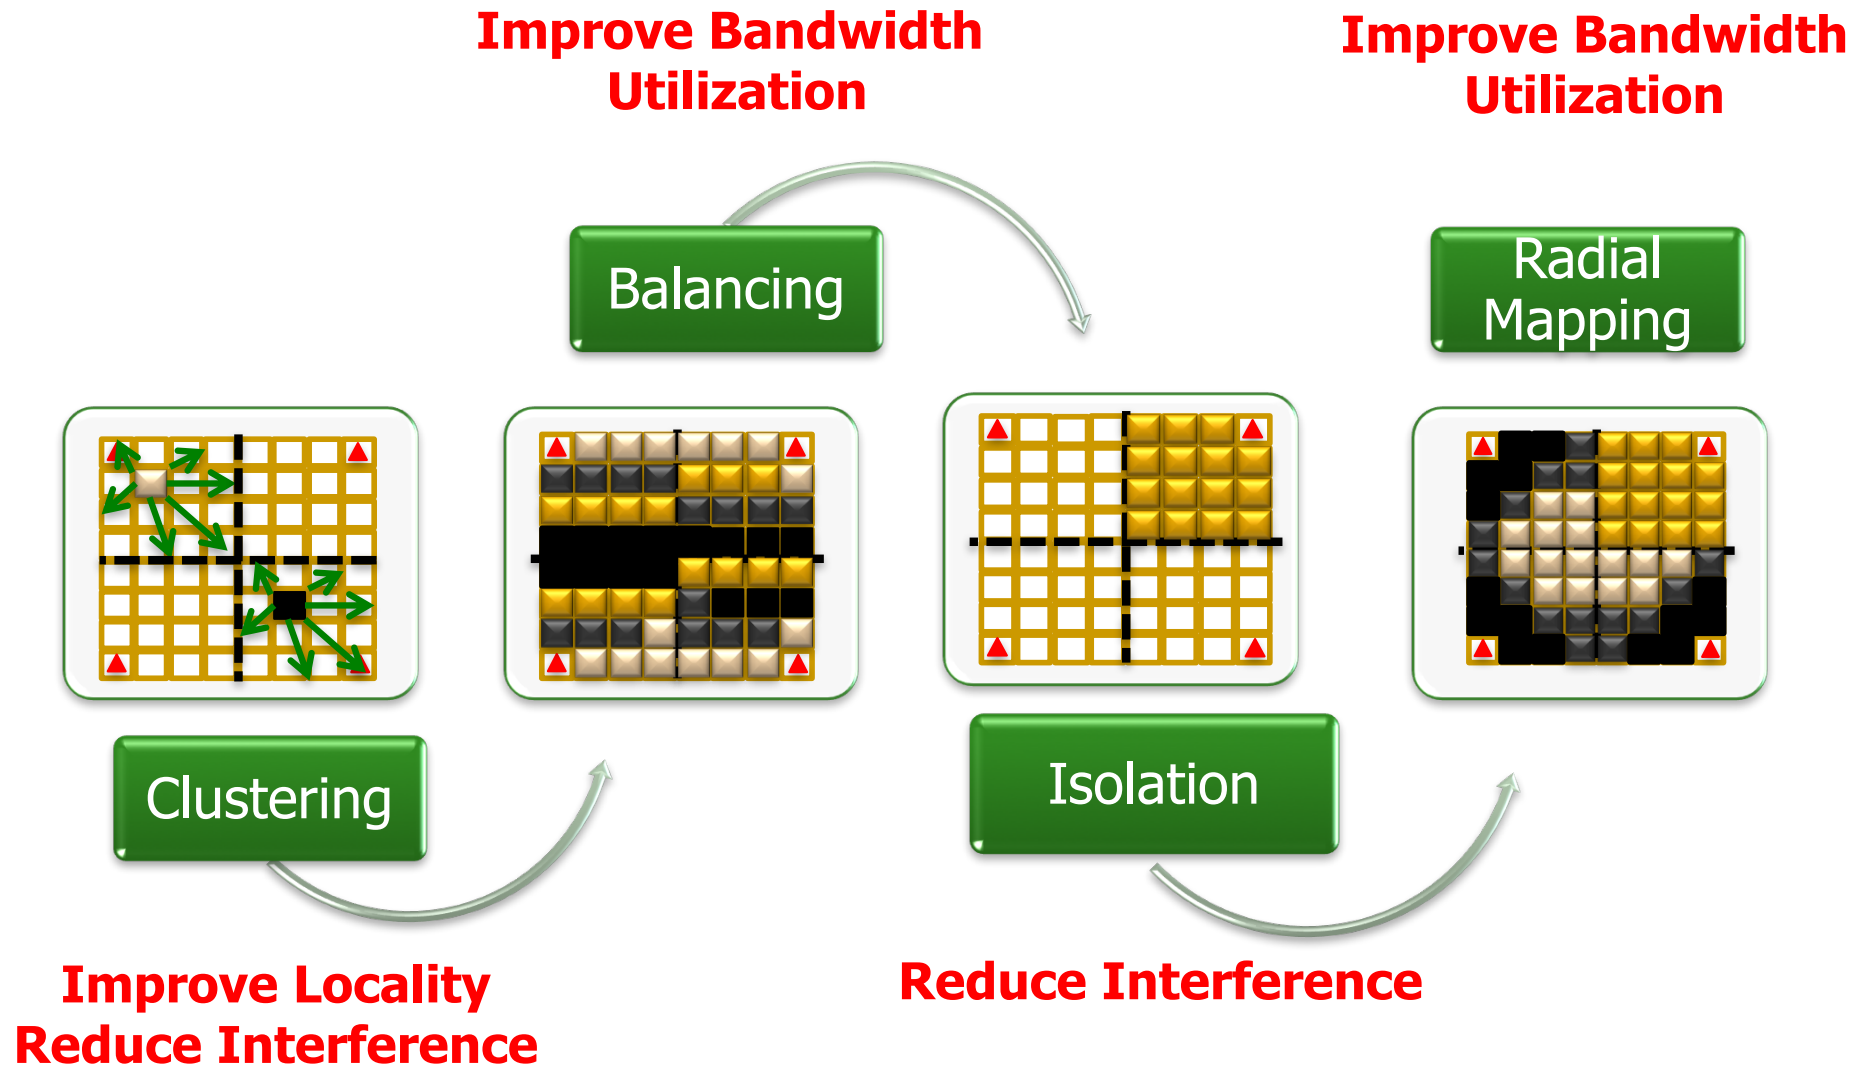 Improve Bandwidth
Utilization
Improve Bandwidth
Utilization
Balancing
Radial
Mapping
Clustering
Isolation
Improve Locality
Reduce Interference
Reduce Interference